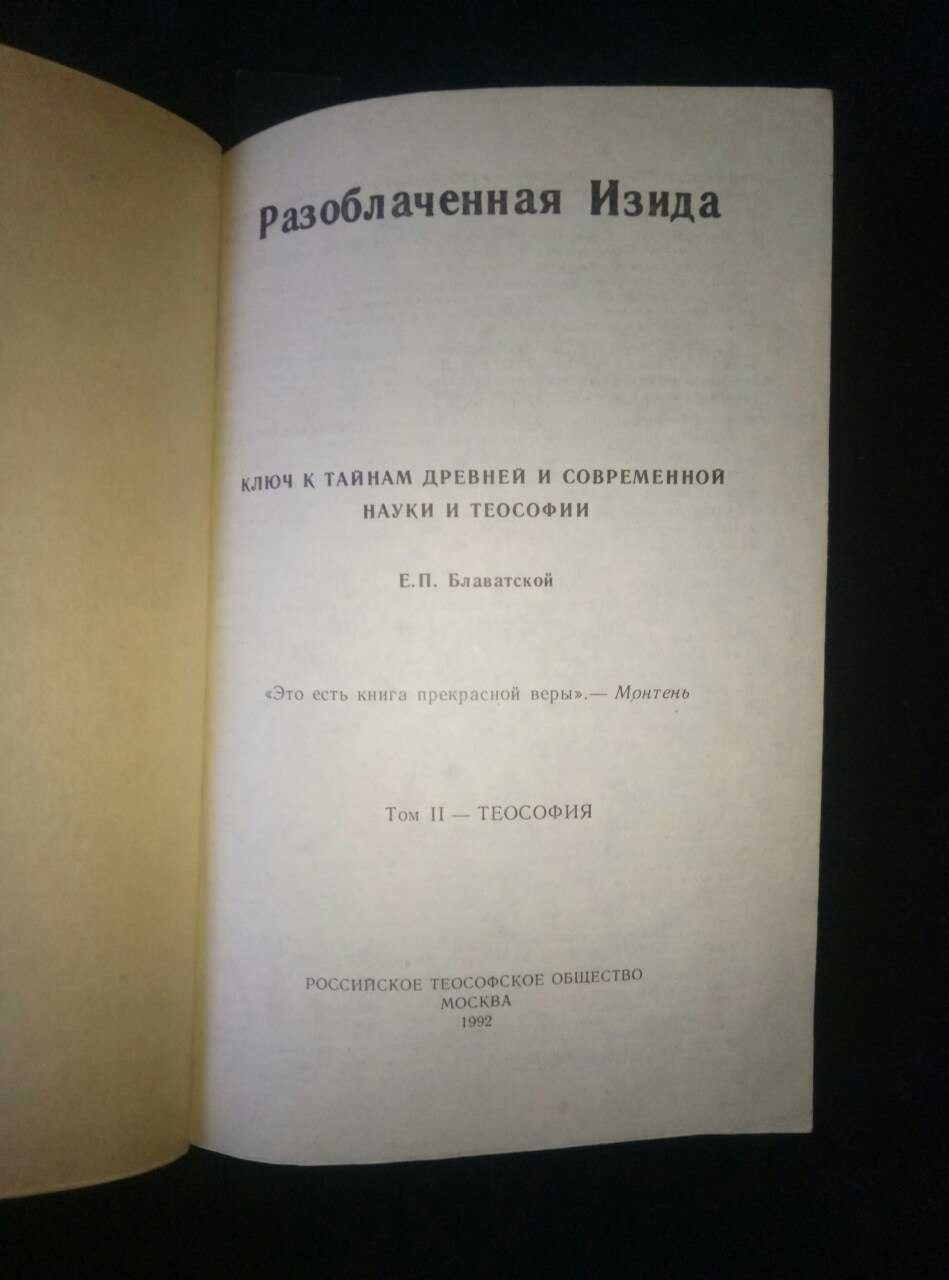 Разоблаченная Изида
КЛЮЧ К ТАЙНАМ ДРЕВНЕЙ И СОВРЕМЕННОЙ
НАУКИ И ТЕОСОФИИ
Е.П. Блаватской
«Это есть книга прекрасной веры».— Монтень
Том II — ТЕОСОФИЯ
РОССИЙСКОЕ ТЕОСОФСКОЕ ОБЩЕСТВО
МОСКВА
1992